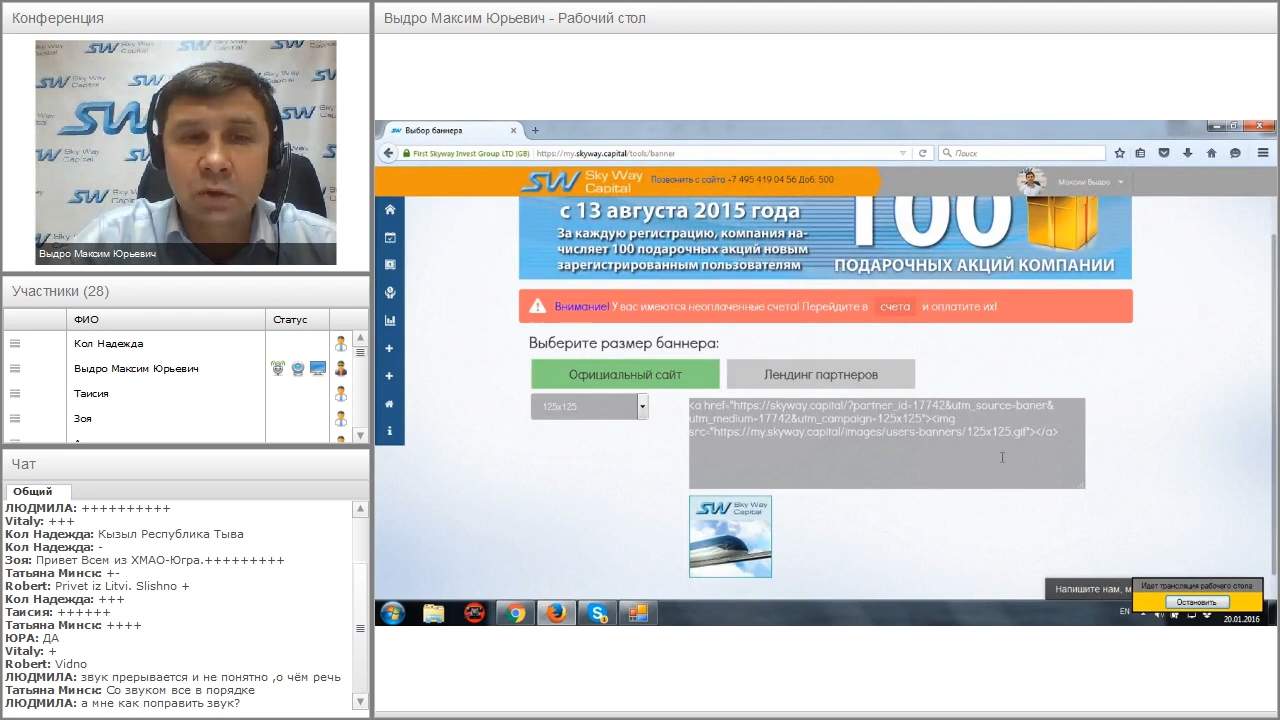 Конференция
Sky Way Capital
SW
Выдро Максим Юрьевич
Участники (28)
ФИО
Статус
Кол Надежда
Выдро Максим Юрьевич
Таисия
Зоя
Чат
Общий
ЛЮДМИЛА: ++++++++++
Vitaly: +++
Кол Надежда: Кызыл Республика Тыва
Кол Надежда: -
Зоя: Привет Всем из ХМАО-Югра.+++++++++
Татьяна Минск: +-
Robert: Privet iz Litvi. Slishno +
Кол Надежда: +++
Таисия: ++++++
Татьяна Минск: ++++
ЮРА: ДА
Vitaly: +
Robert: Vidno
ЛЮДМИЛА: звук прерывается и не понятно ,о чём речь
Татьяна Минск: Со звуком все в порядке
ЛЮДМИЛА: а мне как поправить звук?
Выдро Максим Юрьевич - Рабочий стол
Выбор баннера
First Skyway Invest Group LTD (GB)
https://my.skyway.capital/tools/banner
Поиск
SW Sky Way Capital
Позвонить с сайта +7 495 419 04 56 Доб. 500
Максим Выдро
с 13 августа 2015 года
За каждую регистрацию, компания на-
числяет 100 подарочных акций новым
зарегистрированным пользователям
100
ПОДАРОЧНЫХ АКЦИЙ КОМПАНИИ
Внимание! У вас имеются неоплаченные счета! Перейдите в счета и оплатите их!
Выберите размер баннера:
Официальный сайт
Лендинг партнеров
125x125
<a href="https://skyway.capital/?partner_id=17742&utm_source=baner&
utm_medium=17742&utm_campaign=125x125"><img
src="https://my.skyway.capital/images/users-banners/125x125.gif"></a>
SW Sky Way Capital
Напишите нам, м
Идет трансляция рабочего стола
Остановить
EN
20.01.2016